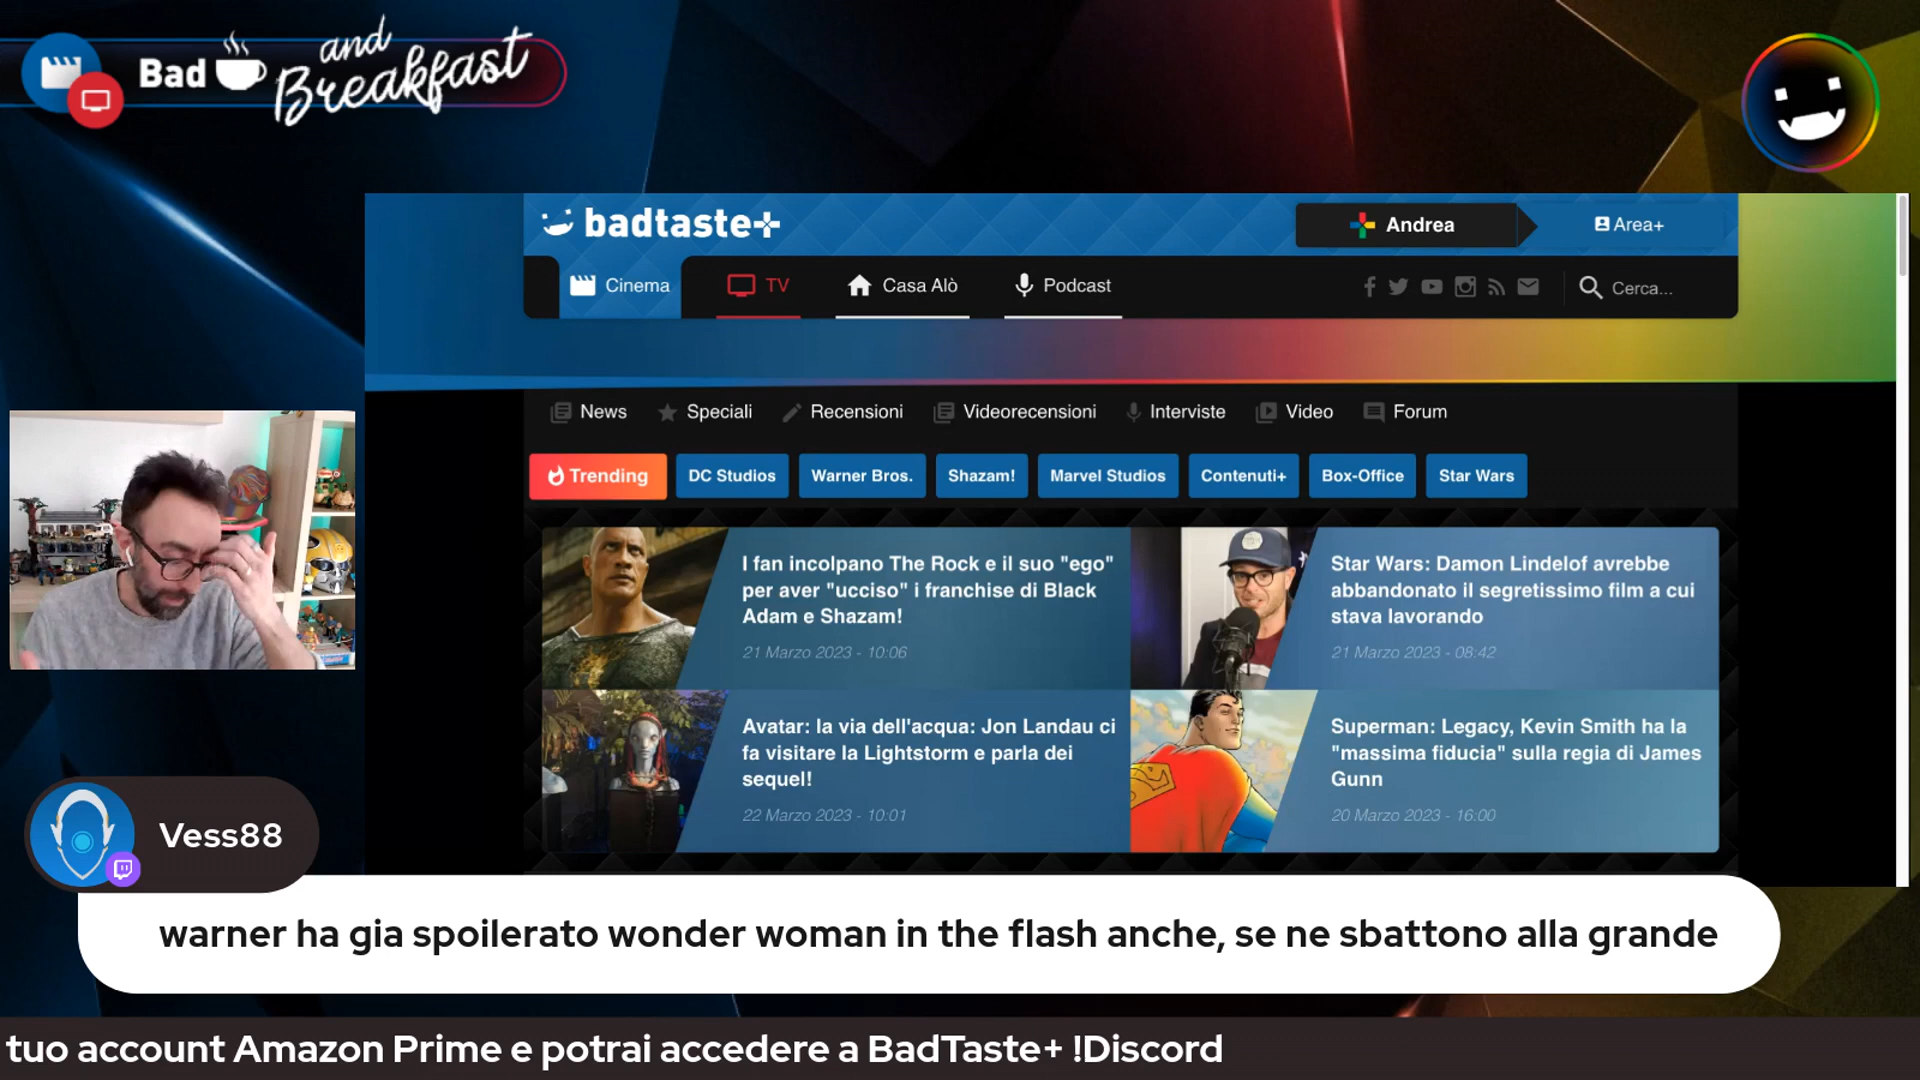 Bad and Breakfast
badtaste+
Andrea
Area+
Cinema
TV
Casa Alò
Podcast
Cerca...
News
Speciali
Recensioni
Videorecensioni
Interviste
Video
Forum
Trending
DC Studios
Warner Bros.
Shazam!
Marvel Studios
Contenuti+
Box-Office
Star Wars
I fan incolpano The Rock e il suo "ego"
per aver "ucciso" i franchise di Black
Adam e Shazam!
21 Marzo 2023 - 10:06
Star Wars: Damon Lindelof avrebbe
abbandonato il segretissimo film a cui
stava lavorando
21 Marzo 2023 - 08:42
Avatar: la via dell'acqua: Jon Landau ci
fa visitare la Lightstorm e parla dei
sequel!
22 Marzo 2023 - 10:01
Superman: Legacy, Kevin Smith ha la
"massima fiducia" sulla regia di James
Gunn
20 Marzo 2023 - 16:00
Vess88
warner ha gia spoilerato wonder woman in the flash anche, se ne sbattono alla grande
tuo account Amazon Prime e potrai accedere a BadTaste+ !Discord